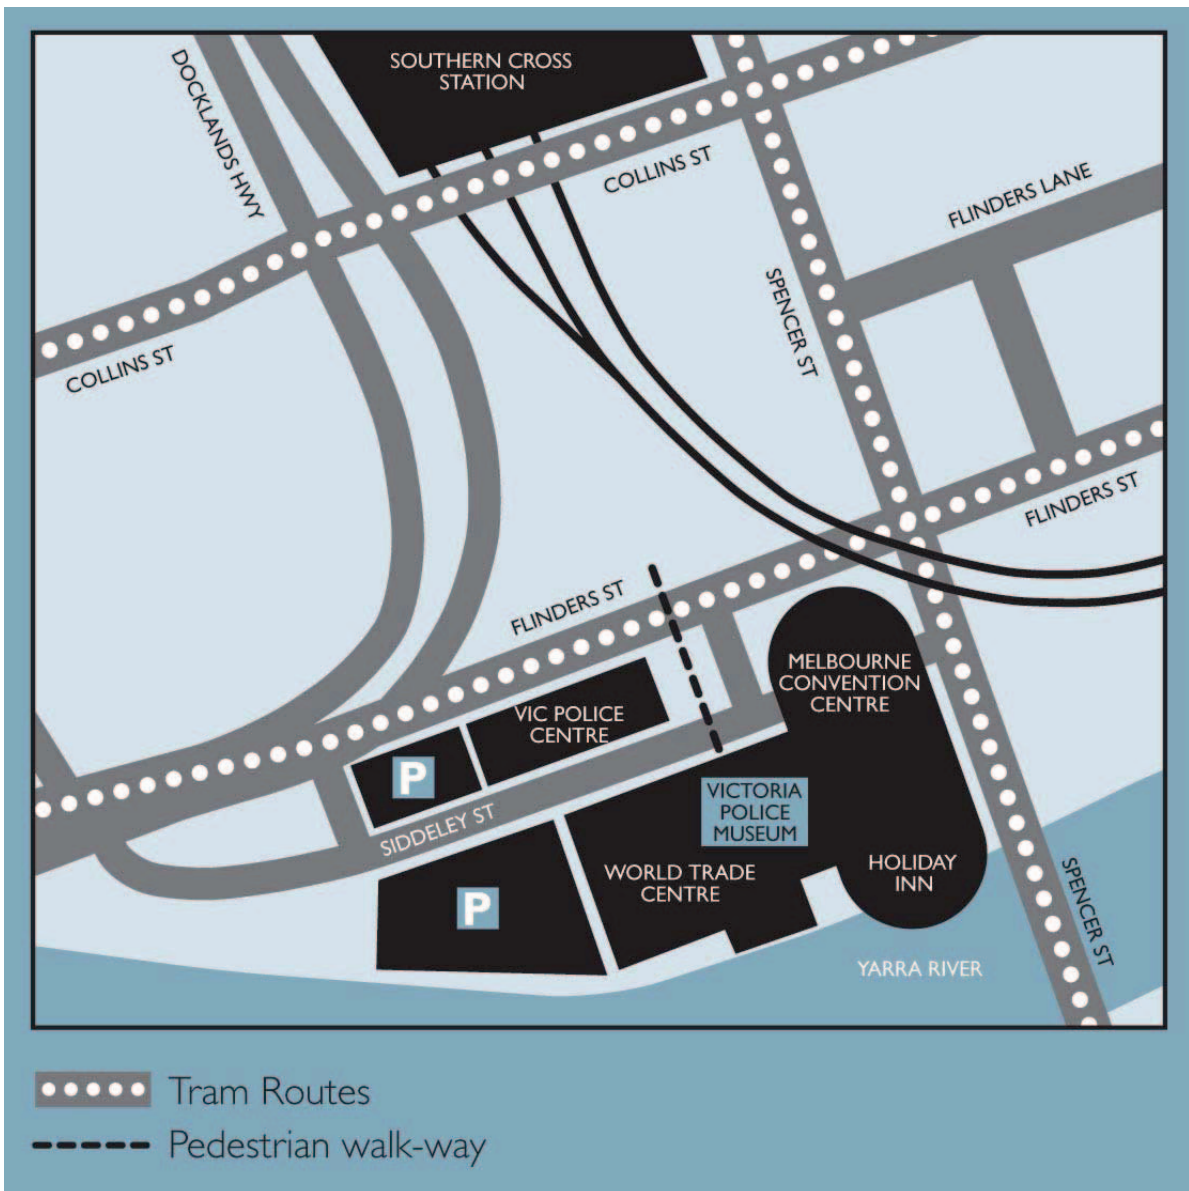 SOUTHERN CROSS
STATION
DOCKLANDS HWY
COLLINS ST
FLINDERS LANE
SPENCER ST
COLLINS ST
FLINDERS ST
FLINDERS ST
MELBOURNE
CONVENTION
CENTRE
VIC POLICE
CENTRE
P
VICTORIA
POLICE
MUSEUM
SIDDELEY ST
HOLIDAY
INN
WORLD TRADE
CENTRE
P
SPENCER ST
YARRA RIVER
Tram Routes
Pedestrian walk-way